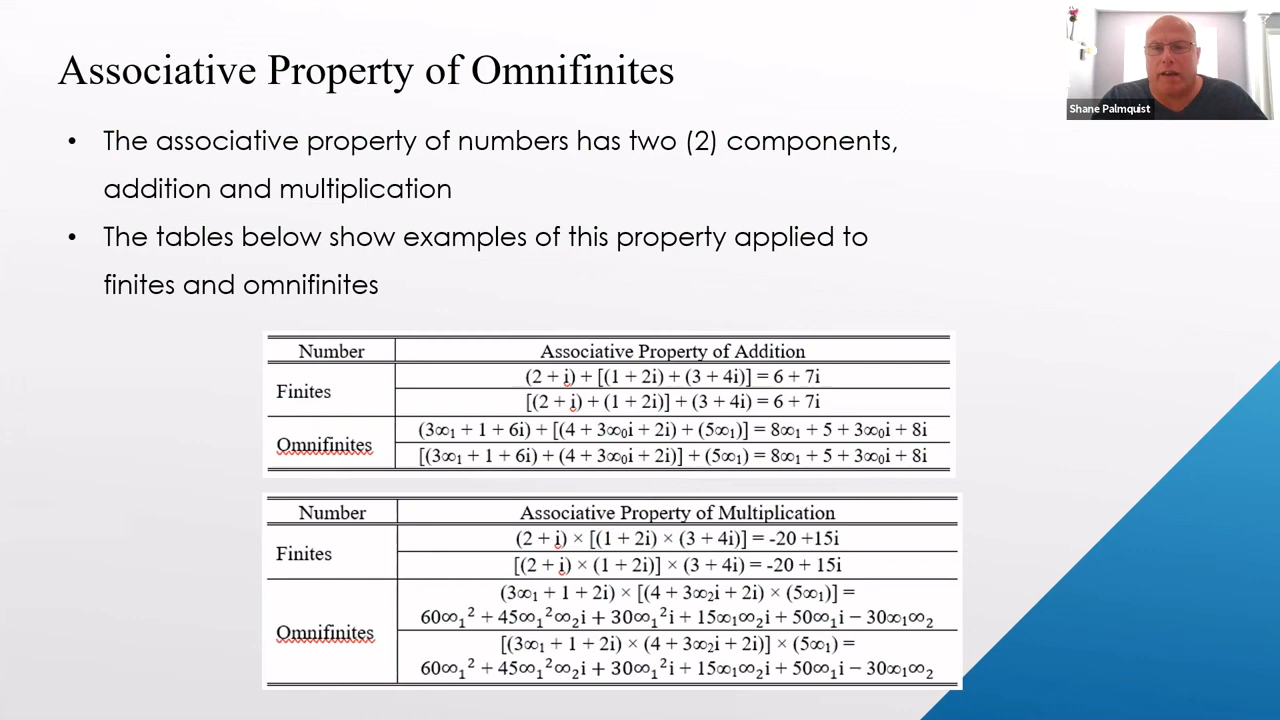 Associative Property of Omnifinites
Shane Palmquist
• The associative property of numbers has two (2) components,
addition and multiplication
• The tables below show examples of this property applied to
finites and omnifinites
Number Associative Property of Addition
Finites
(2 + i) + [(1 + 2i) + (3 + 4i)] = 6 + 7i
[(2 + i) + (1 + 2i)] + (3 + 4i) = 6 + 7i
Omnifinites
(3∞₁ + 1 + 6i) + [(4 + 3∞₀i + 2i) + (5∞₁)] = 8∞₁ + 5 + 3∞₀i + 8i
[(3∞₁ + 1 + 6i) + (4 + 3∞₀i + 2i)] + (5∞₁) = 8∞₁ + 5 + 3∞₀i + 8i
Number Associative Property of Multiplication
Finites
(2 + i) × [(1 + 2i) × (3 + 4i)] = -20 +15i
[(2 + i) × (1 + 2i)] × (3 + 4i) = -20 + 15i
Omnifinites
(3∞₁ + 1 + 2i) × [(4 + 3∞₂i + 2i) × (5∞₁)] =
60∞₁² + 45∞₁²∞₂i + 30∞₁²i + 15∞₁∞₂i + 50∞₁i − 30∞₁∞₂
[(3∞₁ + 1 + 2i) × (4 + 3∞₂i + 2i)] × (5∞₁) =
60∞₁² + 45∞₁²∞₂i + 30∞₁²i + 15∞₁∞₂i + 50∞₁i − 30∞₁∞₂